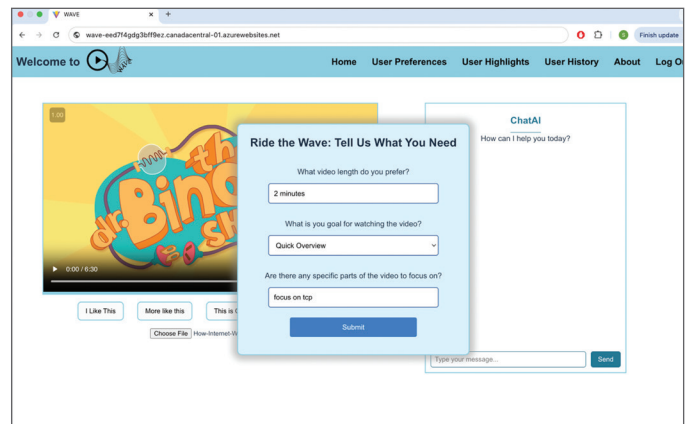 WAVE
wave-eed7f4gdg3bff9ez.canadacentral-01.azurewebsites.net
Finish update
Welcome to WAVE
Home User Preferences User Highlights User History About Log O
1.00
the
dr.
Bino
S
0:00 / 6:30
I Like This
More like this
This is
Choose File How-Internet-W
Ride the Wave: Tell Us What You Need
What video length do you prefer?
2 minutes
What is you goal for watching the video?
Quick Overview
Are there any specific parts of the video to focus on?
focus on tcp
Submit
ChatAI
How can I help you today?
Type your message...
Send